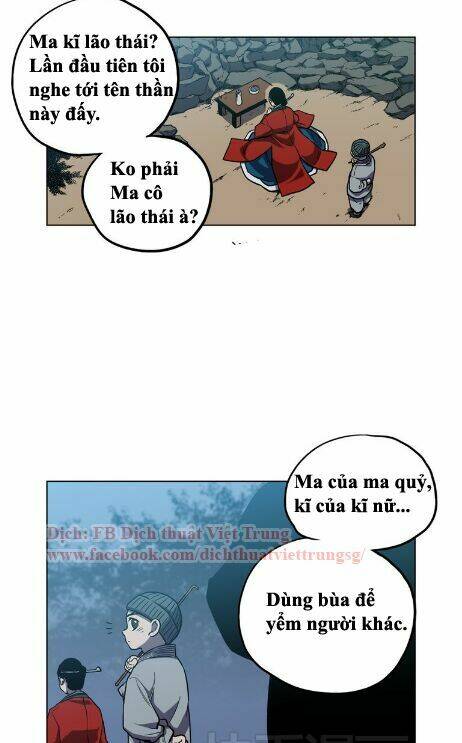 Ma kĩ lão thái?
Lần đầu tiên tôi
nghe tới tên thần
này đấy.
Ko phải
Ma cô
lão thái à?
Ma của ma quỷ,
kĩ của kĩ nữ...
Dịch: FB Dịch thuật Việt Trung
www.facebook.com/dichthuatviettrungsg/
Dùng bùa để
yểm người khác.